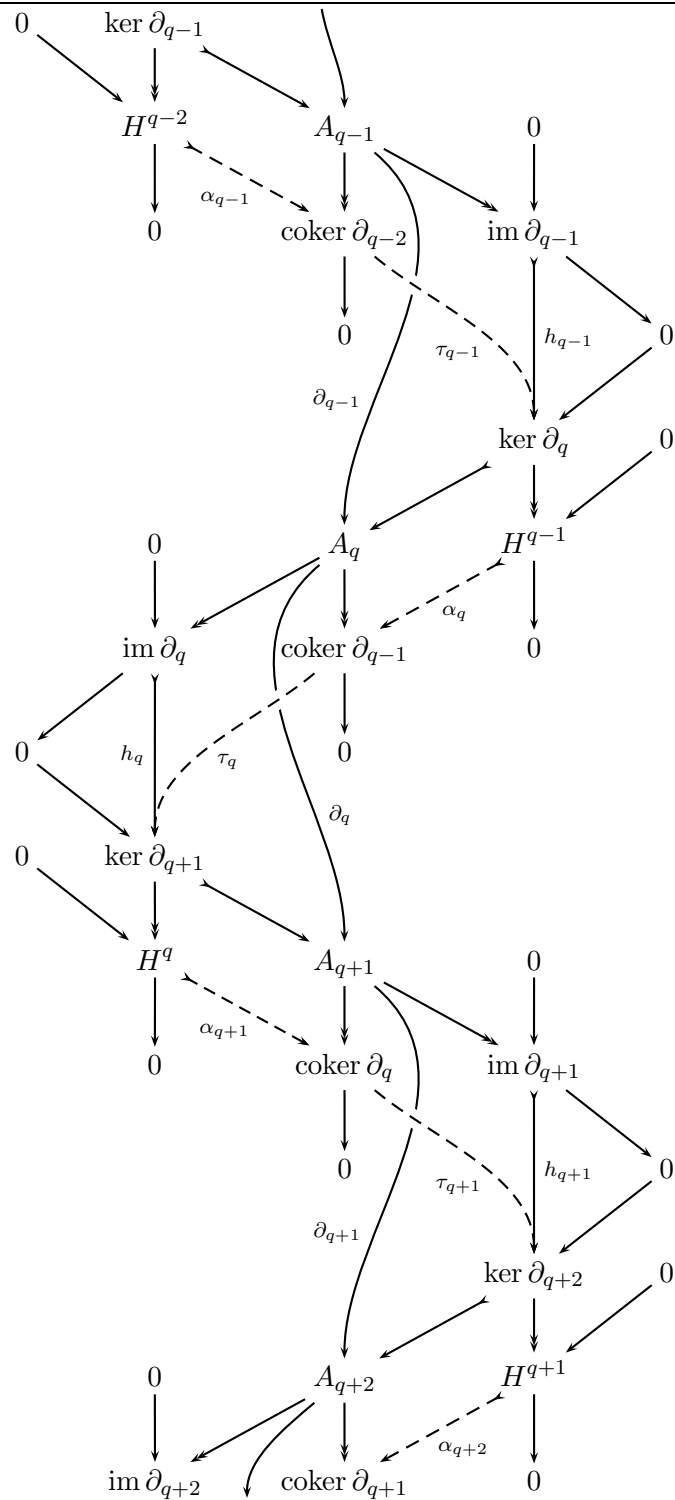 0 ker ∂_{q−1}
H^{q−2} A_{q−1} 0
α_{q−1}
0 coker ∂_{q−2} im ∂_{q−1}
0 τ_{q−1} h_{q−1} 0
∂_{q−1}
ker ∂_q 0
0 A_q H^{q−1}
α_q
im ∂_q coker ∂_{q−1} 0
0 h_q τ_q 0
∂_q
0 ker ∂_{q+1}
H^q A_{q+1} 0
α_{q+1}
0 coker ∂_q im ∂_{q+1}
0 τ_{q+1} h_{q+1} 0
∂_{q+1}
ker ∂_{q+2} 0
0 A_{q+2} H^{q+1}
α_{q+2}
im ∂_{q+2} coker ∂_{q+1} 0